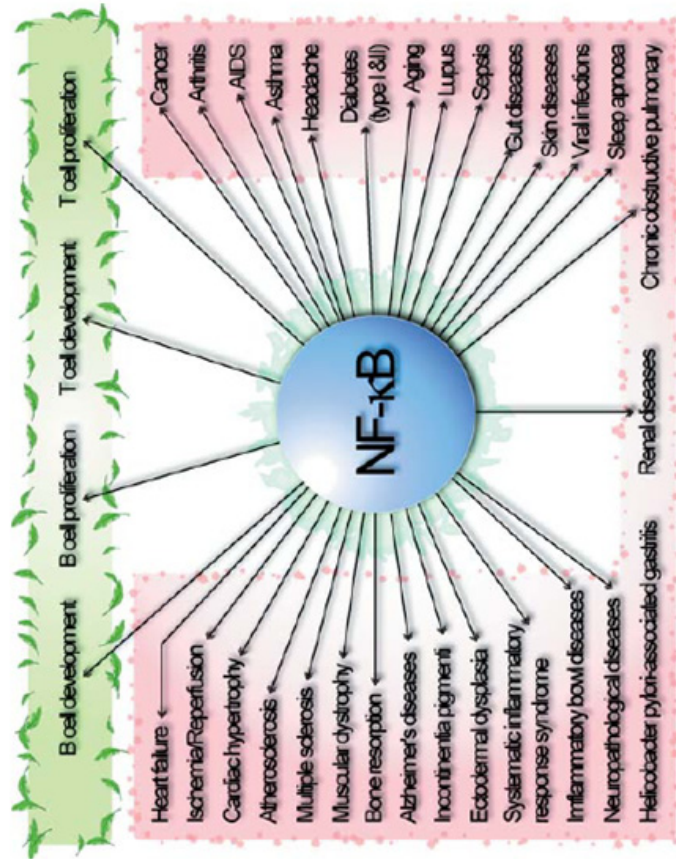 B cell development
B cell proliferation
T cell development
T cell proliferation
NF-κB
Heart failure
Ischemia/Reperfusion
Cardiac hypertrophy
Atherosclerosis
Multiple sclerosis
Muscular dystrophy
Bone resorption
Alzheimer's diseases
Incontinentia pigmenti
Ectodermal dysplasia
Systematic inflammatory
response syndrome
Imflammatory bowl diseases
Neuropathological diseases
Helicobacter pylori-associated gastritis
Renal diseases
Cancer
Arthritis
AIDS
Asthma
Headache
Diabetes
(type I &II)
Aging
Lupus
Sepsis
Gut diseases
Skin diseases
Viral infections
Sleep apnoea
Chronic obstructive pulmonary